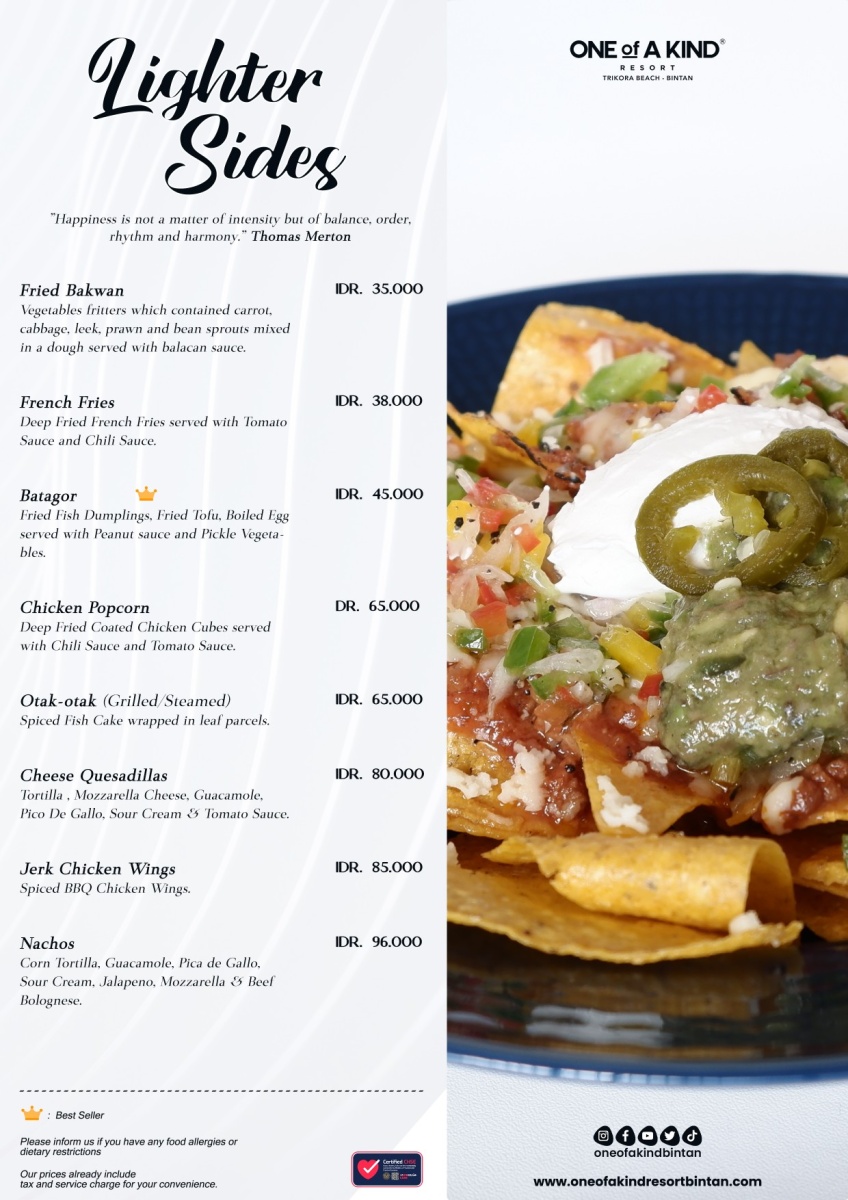 Lighter
Sides
"Happiness is not a matter of intensity but of balance, order,
rhythm and harmony." Thomas Merton
Fried Bakwan IDR. 35.000
Vegetables fritters which contained carrot,
cabbage, leek, prawn and bean sprouts mixed
in a dough served with balacan sauce.
French Fries IDR. 38.000
Deep Fried French Fries served with Tomato
Sauce and Chili Sauce.
Batagor IDR. 45.000
Fried Fish Dumplings, Fried Tofu, Boiled Egg
served with Peanut sauce and Pickle Vegeta-
bles.
Chicken Popcorn DR. 65.000
Deep Fried Coated Chicken Cubes served
with Chili Sauce and Tomato Sauce.
Otak-otak (Grilled/Steamed) IDR. 65.000
Spiced Fish Cake wrapped in leaf parcels.
Cheese Quesadillas IDR. 80.000
Tortilla , Mozzarella Cheese, Guacamole,
Pico De Gallo, Sour Cream & Tomato Sauce.
Jerk Chicken Wings IDR. 85.000
Spiced BBQ Chicken Wings.
Nachos IDR. 96.000
Corn Tortilla, Guacamole, Pica de Gallo,
Sour Cream, Jalapeno, Mozzarella & Beef
Bolognese.
: Best Seller
Please inform us if you have any food allergies or
dietary restrictions
Our prices already include
tax and service charge for your convenience.
Certified CHSE
ONE of A KIND®
RESORT
TRIKORA BEACH - BINTAN
oneofakindbintan
www.oneofakindresortbintan.com